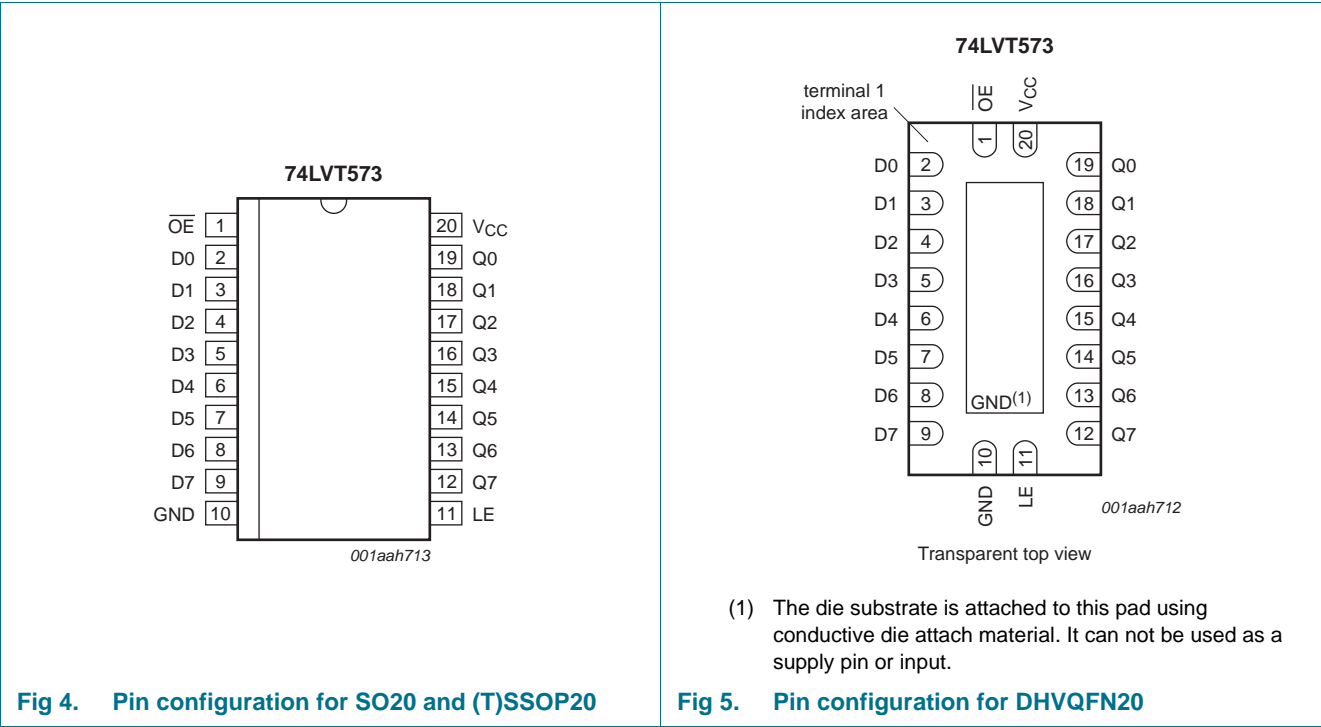 74LVT573
OE 1 20 VCC
D0 2 19 Q0
D1 3 18 Q1
D2 4 17 Q2
D3 5 16 Q3
D4 6 15 Q4
D5 7 14 Q5
D6 8 13 Q6
D7 9 12 Q7
GND 10 11 LE
001aah713
Fig 4. Pin configuration for SO20 and (T)SSOP20
74LVT573
terminal 1
index area
OE VCC
1 20
D0 2 19 Q0
D1 3 18 Q1
D2 4 17 Q2
D3 5 16 Q3
D4 6 15 Q4
D5 7 14 Q5
D6 8 GND(1) 13 Q6
D7 9 12 Q7
10 11
GND LE
001aah712
Transparent top view
(1) The die substrate is attached to this pad using
conductive die attach material. It can not be used as a
supply pin or input.
Fig 5. Pin configuration for DHVQFN20